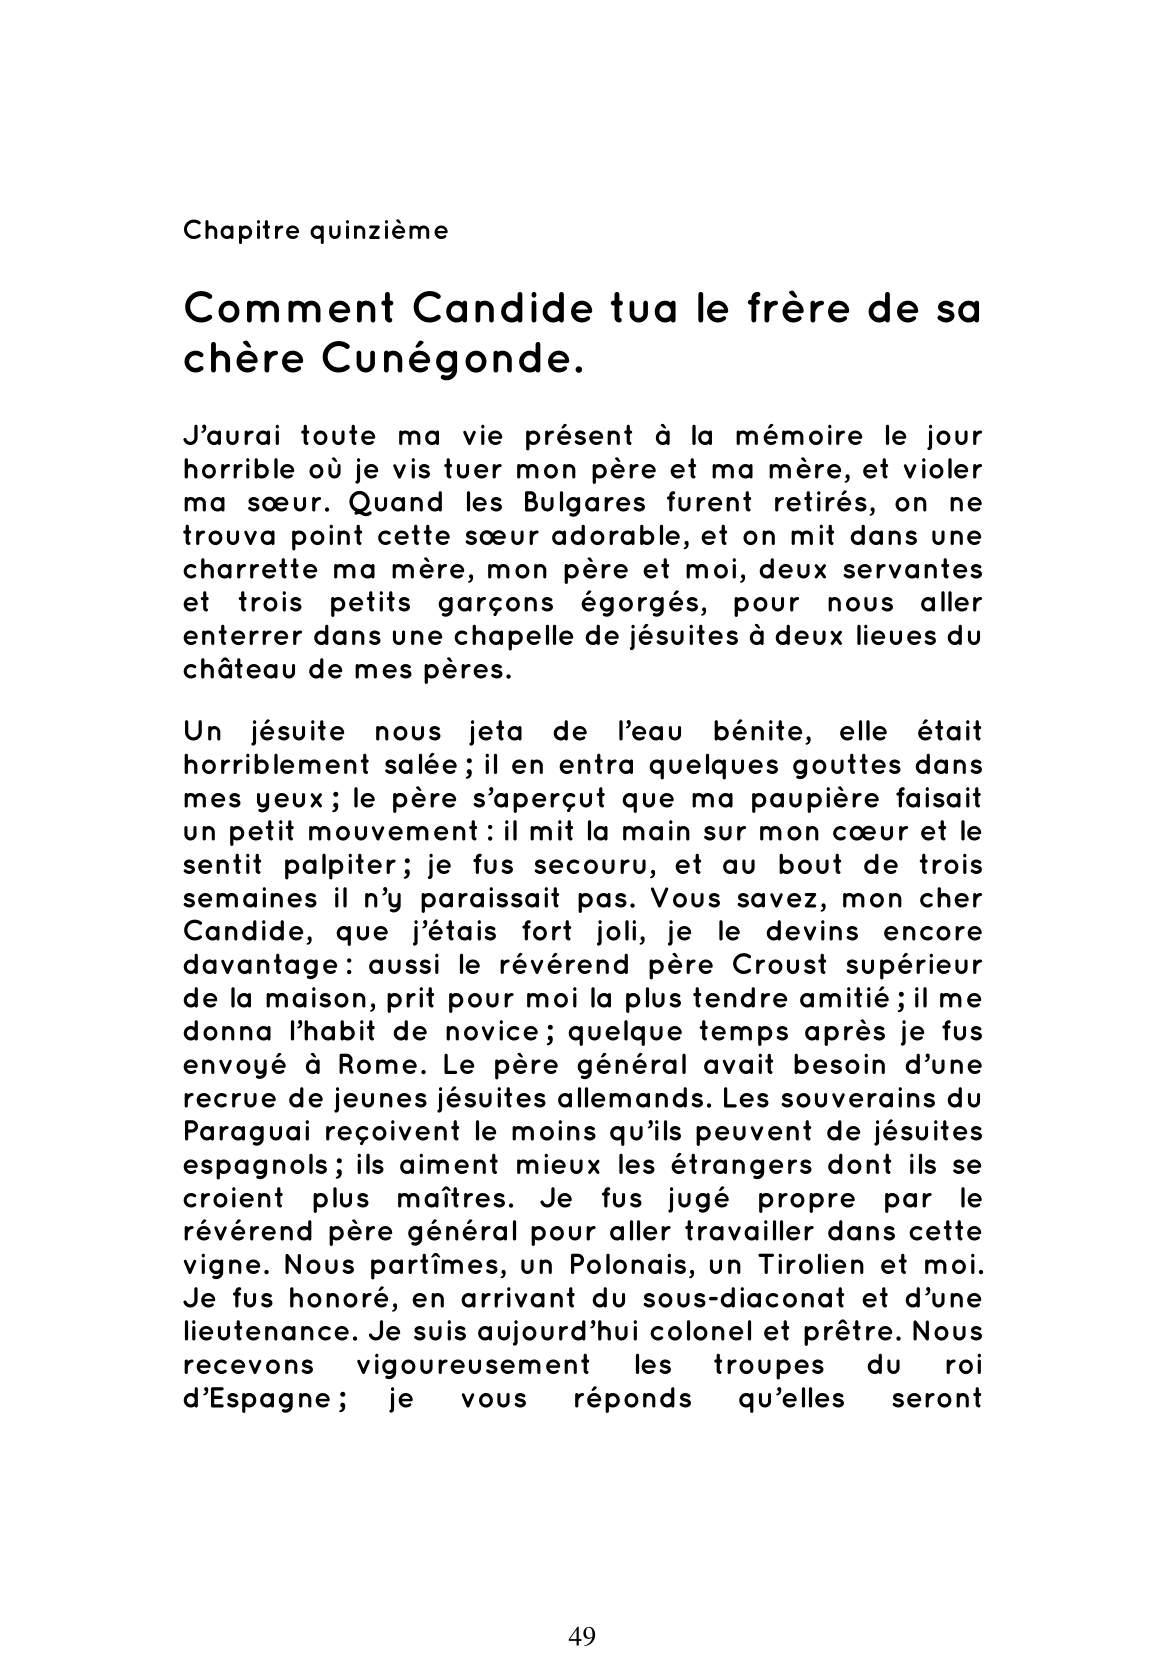 Chapitre quinzième
Comment Candide tua le frère de sa
chère Cunégonde.
J’aurai toute ma vie présent à la mémoire le jour
horrible où je vis tuer mon père et ma mère, et violer
ma sœur. Quand les Bulgares furent retirés, on ne
trouva point cette sœur adorable, et on mit dans une
charrette ma mère, mon père et moi, deux servantes
et trois petits garçons égorgés, pour nous aller
enterrer dans une chapelle de jésuites à deux lieues du
château de mes pères.
Un jésuite nous jeta de l’eau bénite, elle était
horriblement salée ; il en entra quelques gouttes dans
mes yeux ; le père s’aperçut que ma paupière faisait
un petit mouvement : il mit la main sur mon cœur et le
sentit palpiter ; je fus secouru, et au bout de trois
semaines il n’y paraissait pas. Vous savez, mon cher
Candide, que j’étais fort joli, je le devins encore
davantage : aussi le révérend père Croust supérieur
de la maison, prit pour moi la plus tendre amitié ; il me
donna l’habit de novice ; quelque temps après je fus
envoyé à Rome. Le père général avait besoin d’une
recrue de jeunes jésuites allemands. Les souverains du
Paraguai reçoivent le moins qu’ils peuvent de jésuites
espagnols ; ils aiment mieux les étrangers dont ils se
croient plus maîtres. Je fus jugé propre par le
révérend père général pour aller travailler dans cette
vigne. Nous partîmes, un Polonais, un Tirolien et moi.
Je fus honoré, en arrivant du sous-diaconat et d’une
lieutenance. Je suis aujourd’hui colonel et prêtre. Nous
recevons vigoureusement les troupes du roi
d’Espagne ; je vous réponds qu’elles seront
49